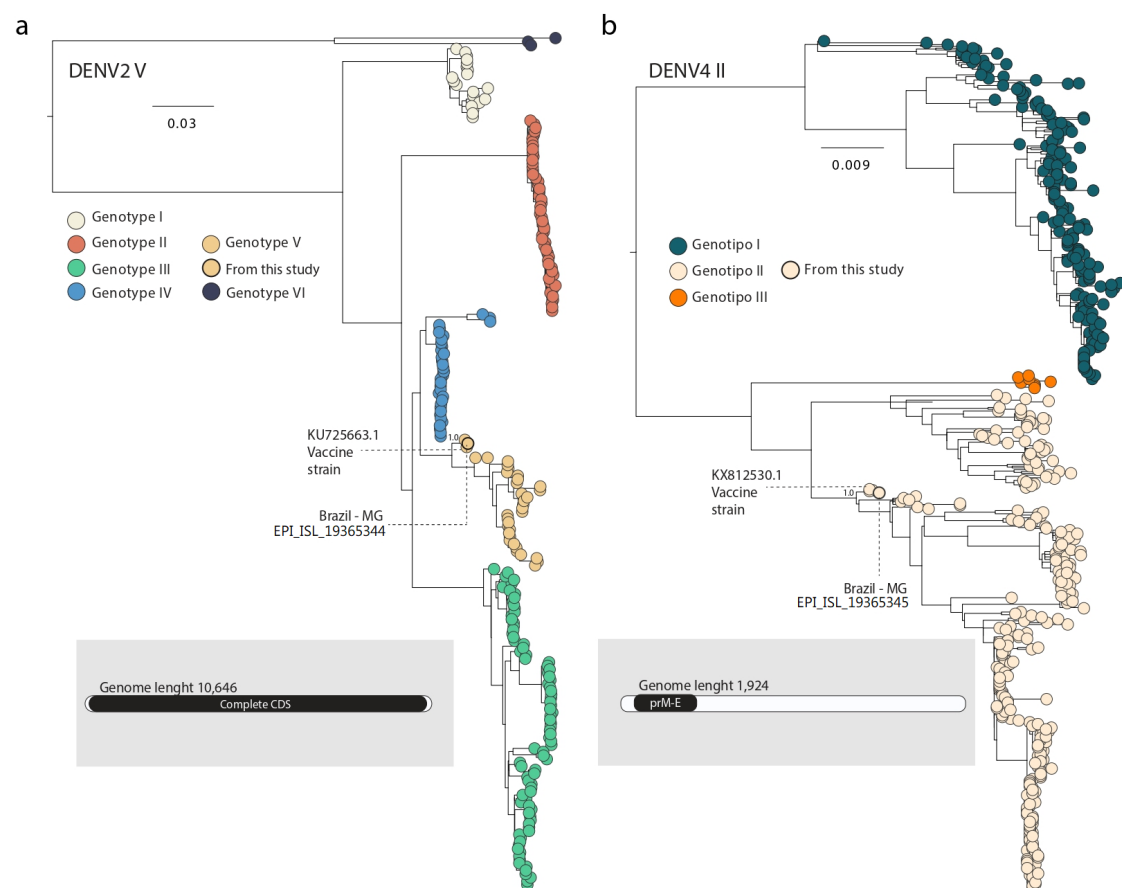 a
DENV2 V
0.03
Genotype I
Genotype II
Genotype III
Genotype IV
Genotype V
From this study
Genotype VI
KU725663.1
Vaccine
strain
1.0
Brazil - MG
EPI_ISL_19365344
Genome lenght 10,646
Complete CDS
b
DENV4 II
0.009
Genotipo I
Genotipo II
Genotipo III
From this study
KX812530.1
Vaccine
strain
1.0
Brazil - MG
EPI_ISL_19365345
Genome lenght 1,924
prM-E